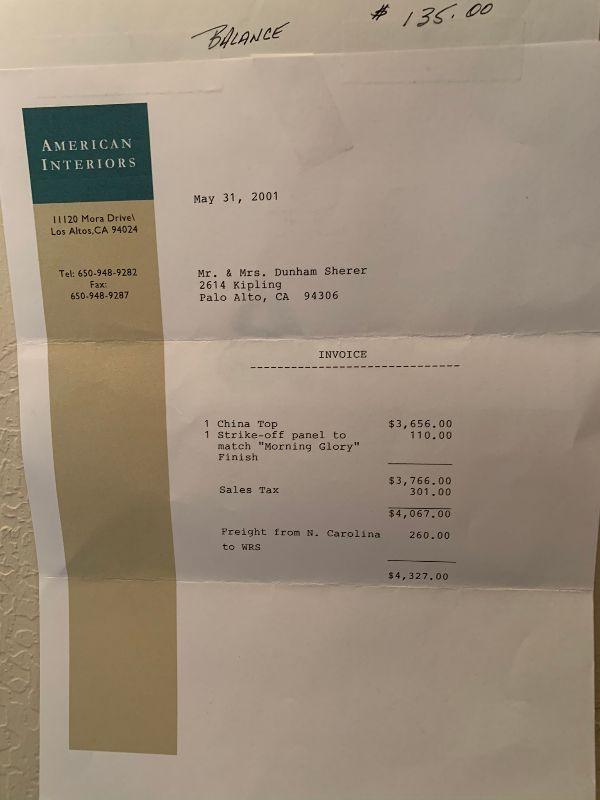 BALANCE # 135.00
AMERICAN
INTERIORS
11120 Mora Drive\
Los Altos,CA 94024
Tel: 650-948-9282
Fax:
650-948-9287
May 31, 2001
Mr. & Mrs. Dunham Sherer
2614 Kipling
Palo Alto, CA 94306
INVOICE
1 China Top $3,656.00
1 Strike-off panel to 110.00
match "Morning Glory"
Finish
$3,766.00
Sales Tax 301.00
$4,067.00
Freight from N. Carolina 260.00
to WRS
$4,327.00